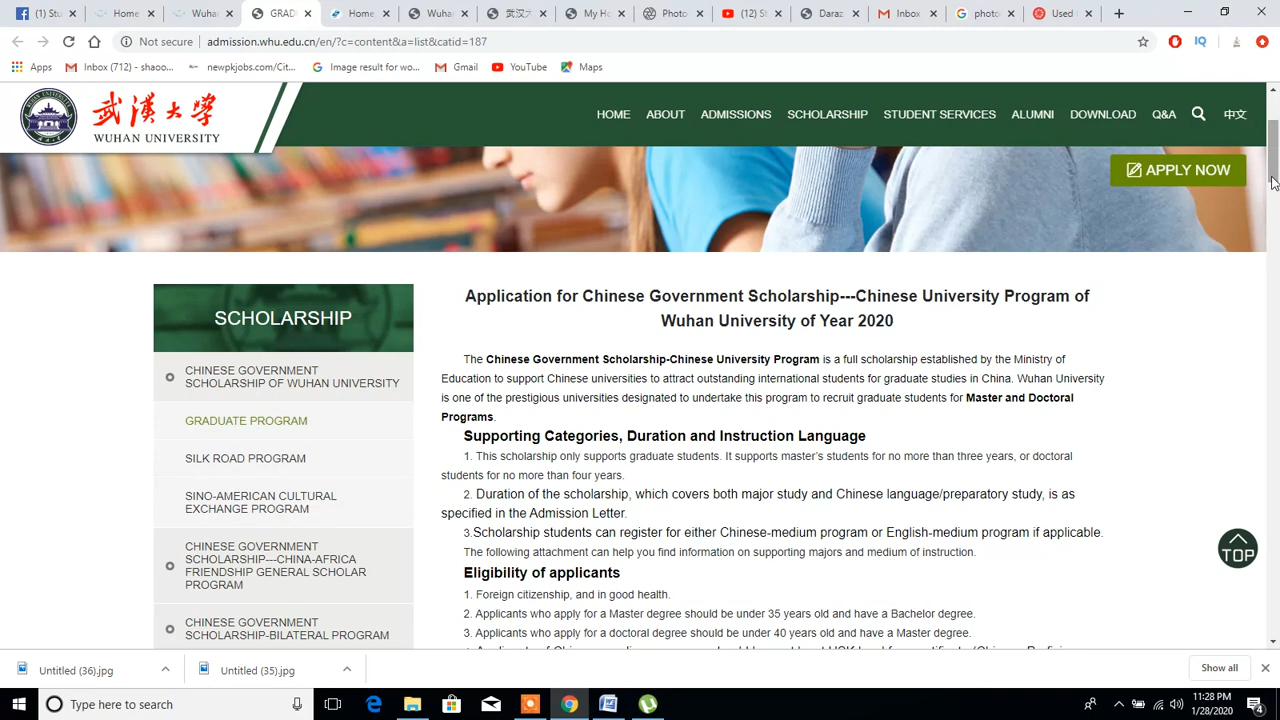 (1) Stu
Home
Wuhan
GRAD
Home
Wuhan
武汉大
My Ho
Photo
(12) St
Daraz
Inbox
photo
Used
Not secure
admission.whu.edu.cn/en/?c=content&a=list&catid=187
IQ
Apps
Inbox (712) - shaoo...
newpkjobs.com/Cit...
Image result for wo...
Gmail
YouTube
Maps
武漢大學
WUHAN UNIVERSITY
HOME
ABOUT
ADMISSIONS
SCHOLARSHIP
STUDENT SERVICES
ALUMNI
DOWNLOAD
Q&A
中文
APPLY NOW
SCHOLARSHIP
CHINESE GOVERNMENT
SCHOLARSHIP OF WUHAN UNIVERSITY
GRADUATE PROGRAM
SILK ROAD PROGRAM
SINO-AMERICAN CULTURAL
EXCHANGE PROGRAM
CHINESE GOVERNMENT
SCHOLARSHIP---CHINA-AFRICA
FRIENDSHIP GENERAL SCHOLAR
PROGRAM
CHINESE GOVERNMENT
SCHOLARSHIP-BILATERAL PROGRAM
Application for Chinese Government Scholarship---Chinese University Program of
Wuhan University of Year 2020
The Chinese Government Scholarship-Chinese University Program is a full scholarship established by the Ministry of
Education to support Chinese universities to attract outstanding international students for graduate studies in China. Wuhan University
is one of the prestigious universities designated to undertake this program to recruit graduate students for Master and Doctoral
Programs.
Supporting Categories, Duration and Instruction Language
1. This scholarship only supports graduate students. It supports master's students for no more than three years, or doctoral
students for no more than four years.
2. Duration of the scholarship, which covers both major study and Chinese language/preparatory study, is as
specified in the Admission Letter.
3.Scholarship students can register for either Chinese-medium program or English-medium program if applicable.
The following attachment can help you find information on supporting majors and medium of instruction.
Eligibility of applicants
1. Foreign citizenship, and in good health.
2. Applicants who apply for a Master degree should be under 35 years old and have a Bachelor degree.
3. Applicants who apply for a doctoral degree should be under 40 years old and have a Master degree.
TOP
Untitled (36).jpg
Untitled (35).jpg
Show all
Type here to search
11:28 PM
1/28/2020
4